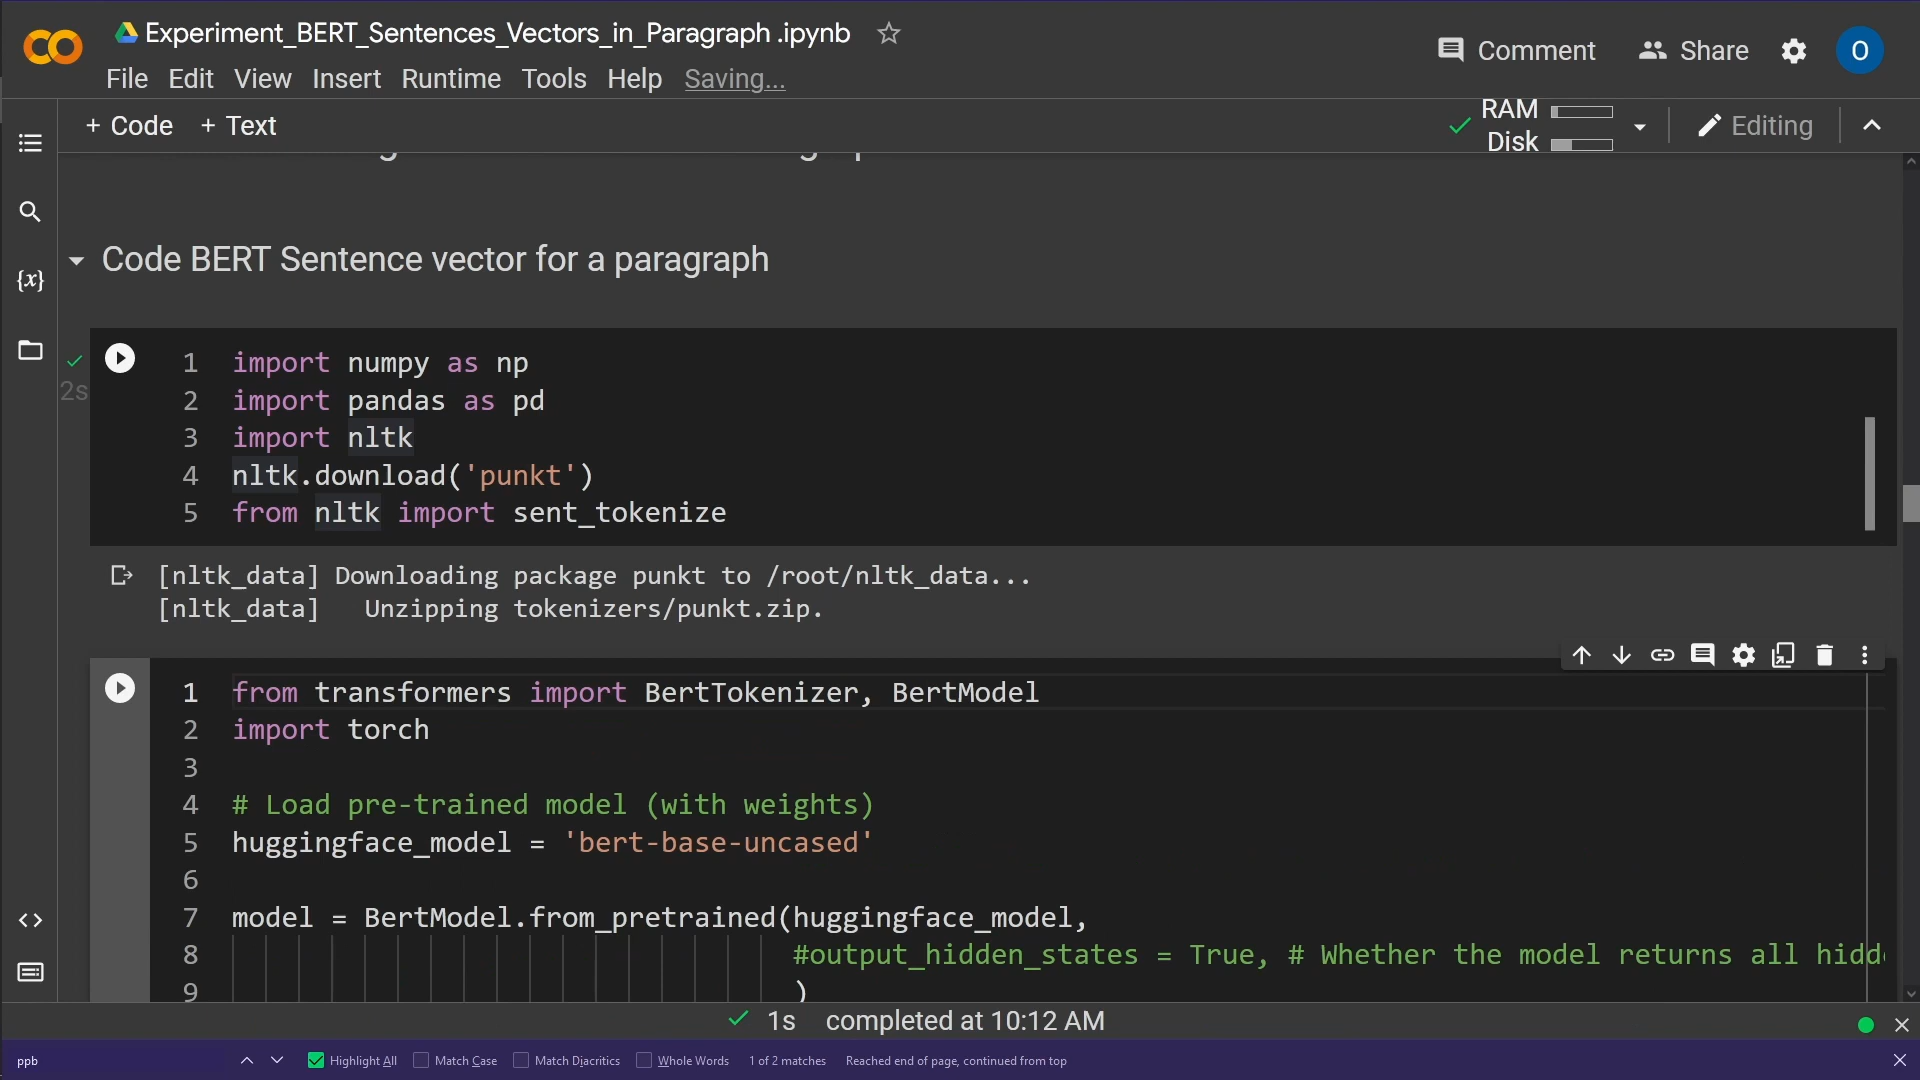 Experiment_BERT_Sentences_Vectors_in_Paragraph .ipynb
Comment
Share
O
File Edit View Insert Runtime Tools Help Saving...
+ Code + Text
RAM
Disk
Editing
Code BERT Sentence vector for a paragraph
{x}
2s
1 import numpy as np
2 import pandas as pd
3 import nltk
4 nltk.download('punkt')
5 from nltk import sent_tokenize
[nltk_data] Downloading package punkt to /root/nltk_data...
[nltk_data]   Unzipping tokenizers/punkt.zip.
1 from transformers import BertTokenizer, BertModel
2 import torch
3
4 # Load pre-trained model (with weights)
5 huggingface_model = 'bert-base-uncased'
6
7 model = BertModel.from_pretrained(huggingface_model,
8 #output_hidden_states = True, # Whether the model returns all hidd
9 )
1s completed at 10:12 AM
ppb Highlight All Match Case Match Diacritics Whole Words 1 of 2 matches Reached end of page, continued from top